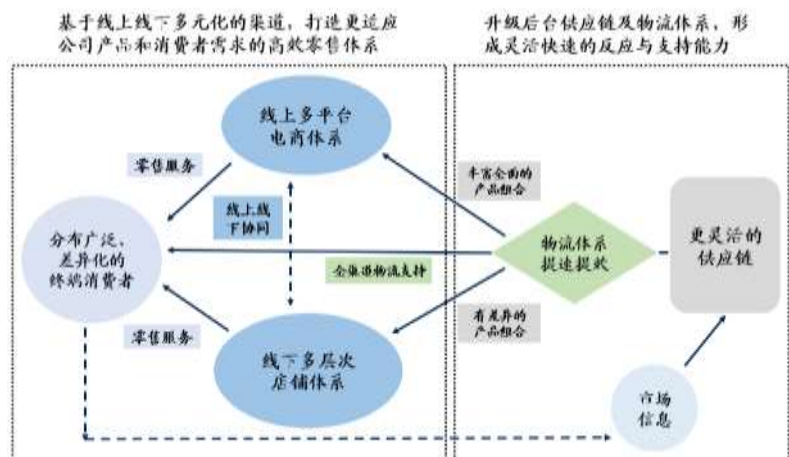 基于线上线下多元化的渠道，打造更适应
公司产品和消费者需求的高效零售体系
升级后台供应链及物流体系，形
成灵活快速的反应与支持能力
线上多平台
电商体系
零售服务
丰富全面的
产品组合
线上线
下协同
分布广泛、
差异化的
终端消费者
物流体系
提速提效
更灵活的
供应链
全渠道物流支持
有差异的
产品组合
零售服务
线下多层次
店铺体系
市场
信息